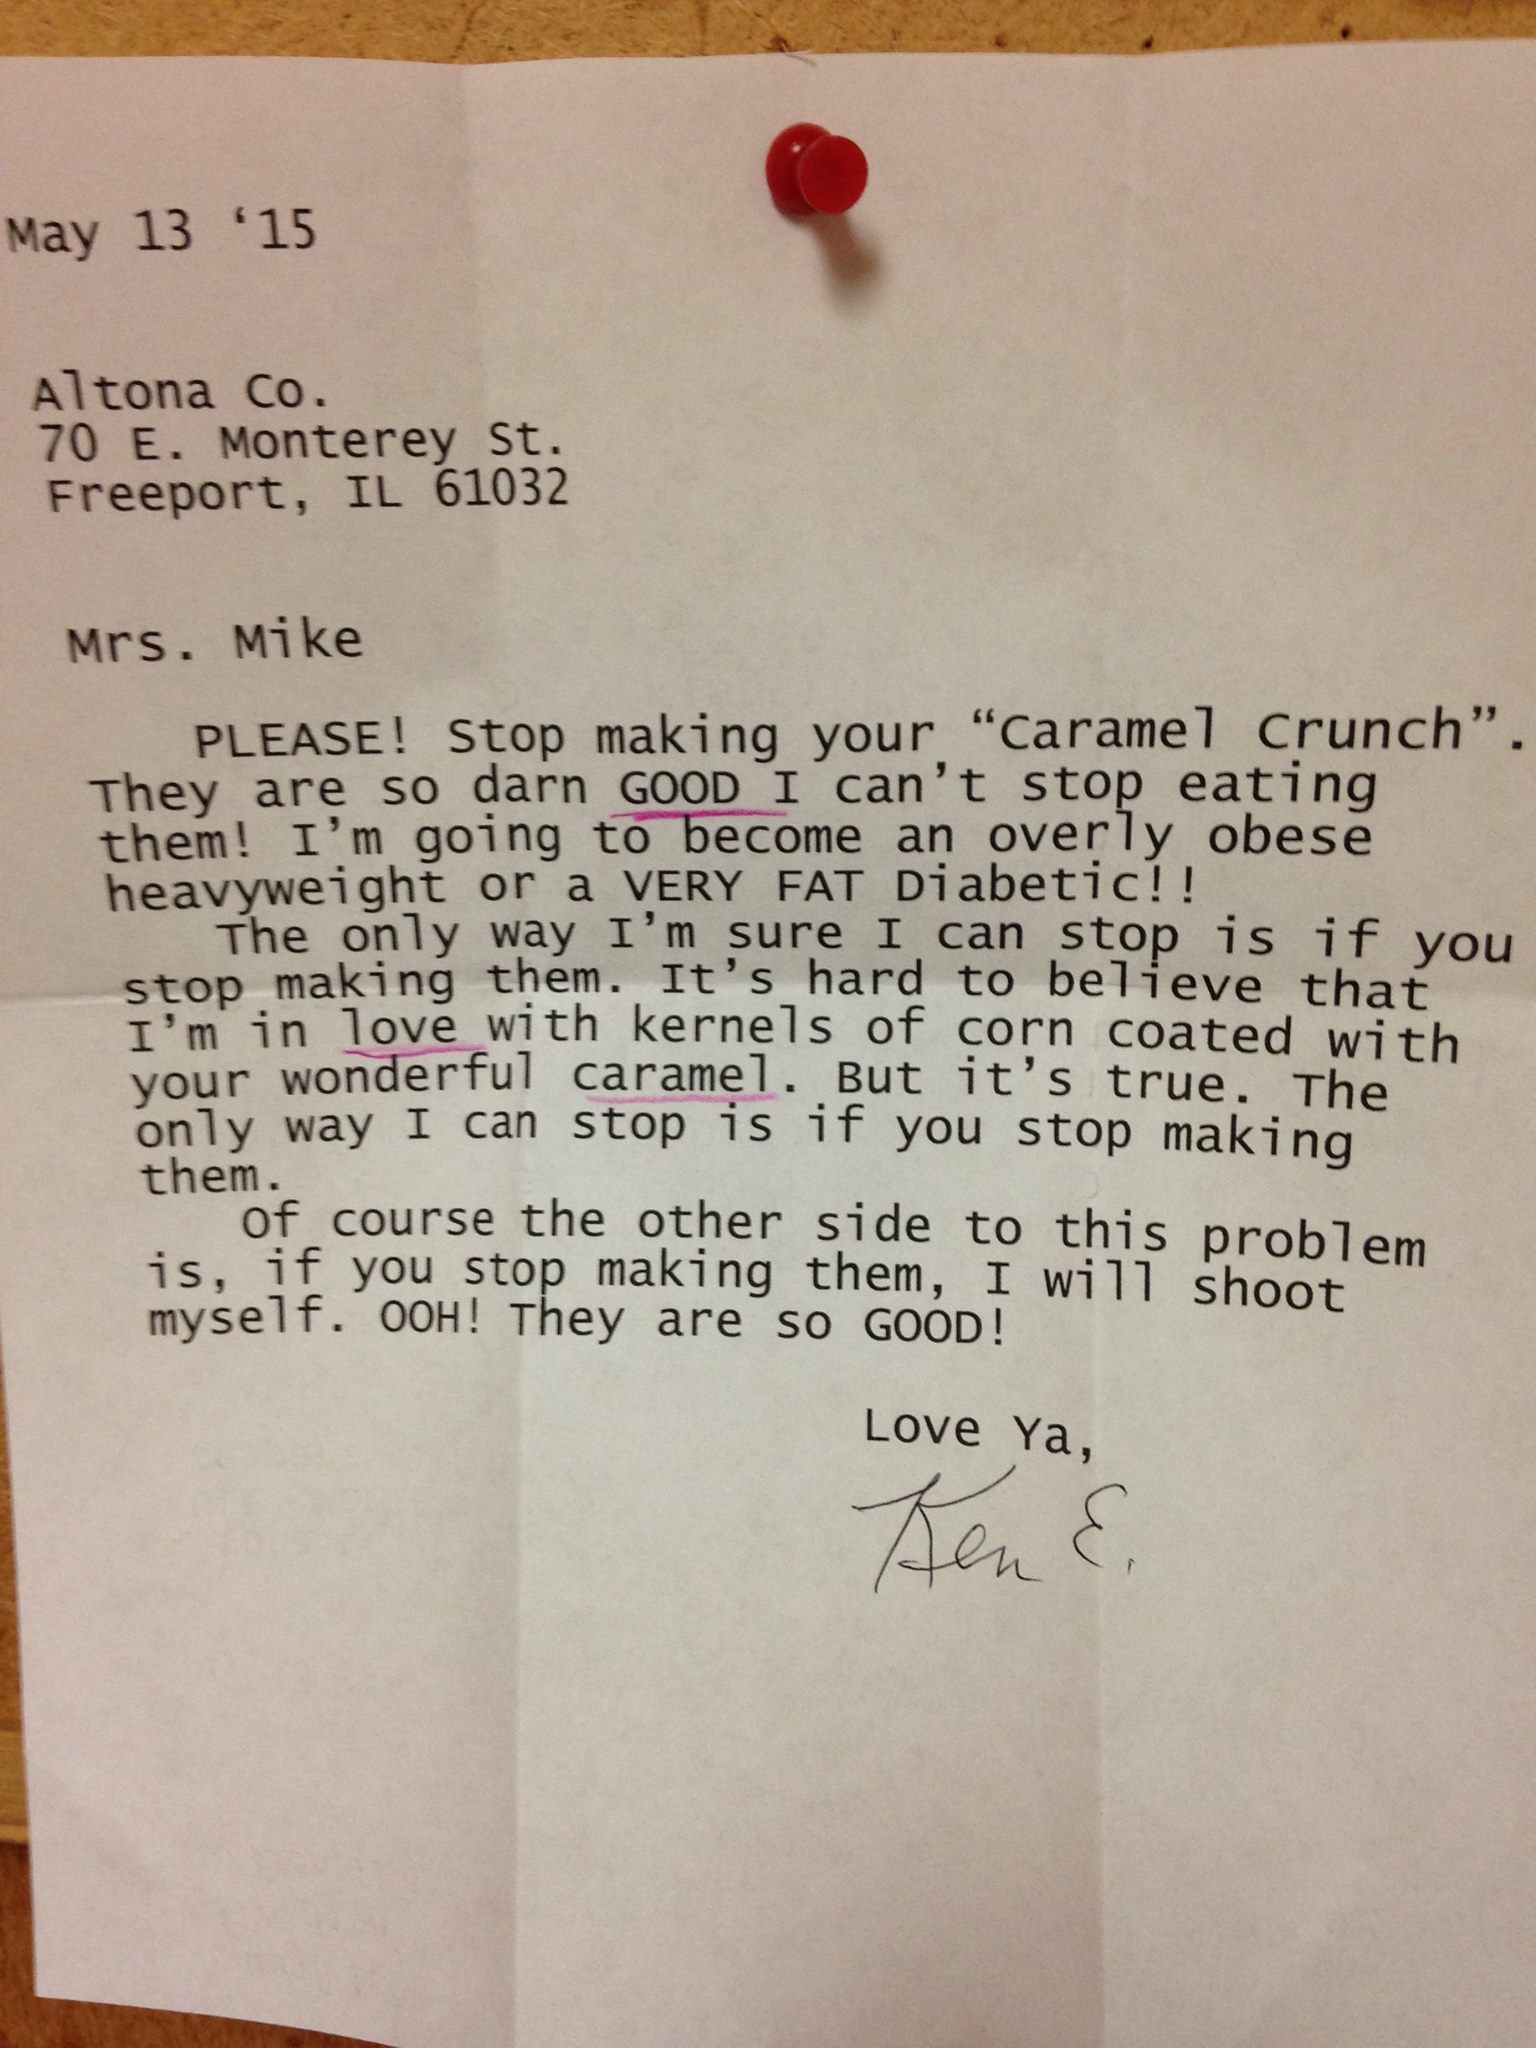 May 13 ‘15
Altona Co.
70 E. Monterey St.
Freeport, IL 61032
Mrs. Mike
PLEASE! Stop making your “Caramel Crunch”.
They are so darn GOOD I can’t stop eating
them! I’m going to become an overly obese
heavyweight or a VERY FAT Diabetic!!
The only way I’m sure I can stop is if you
stop making them. It’s hard to believe that
I’m in love with kernels of corn coated with
your wonderful caramel. But it’s true. The
only way I can stop is if you stop making
them.
Of course the other side to this problem
is, if you stop making them, I will shoot
myself. OOH! They are so GOOD!
Love Ya,
Ken E.